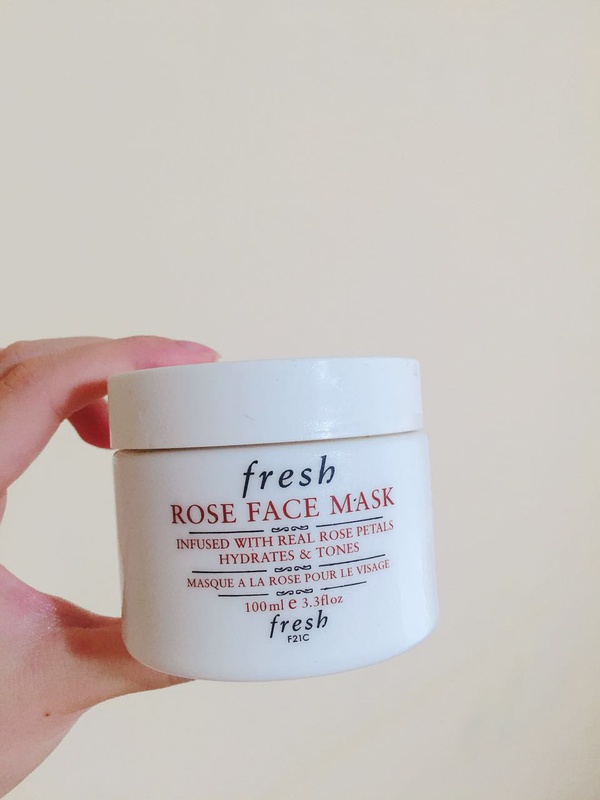 fresh
ROSE FACE MASK
INFUSED WITH REAL ROSE PETALS
HYDRATES & TONES
MASQUE A LA ROSE POUR LE VISAGE
100ml e 3.3fl oz
fresh
F21C